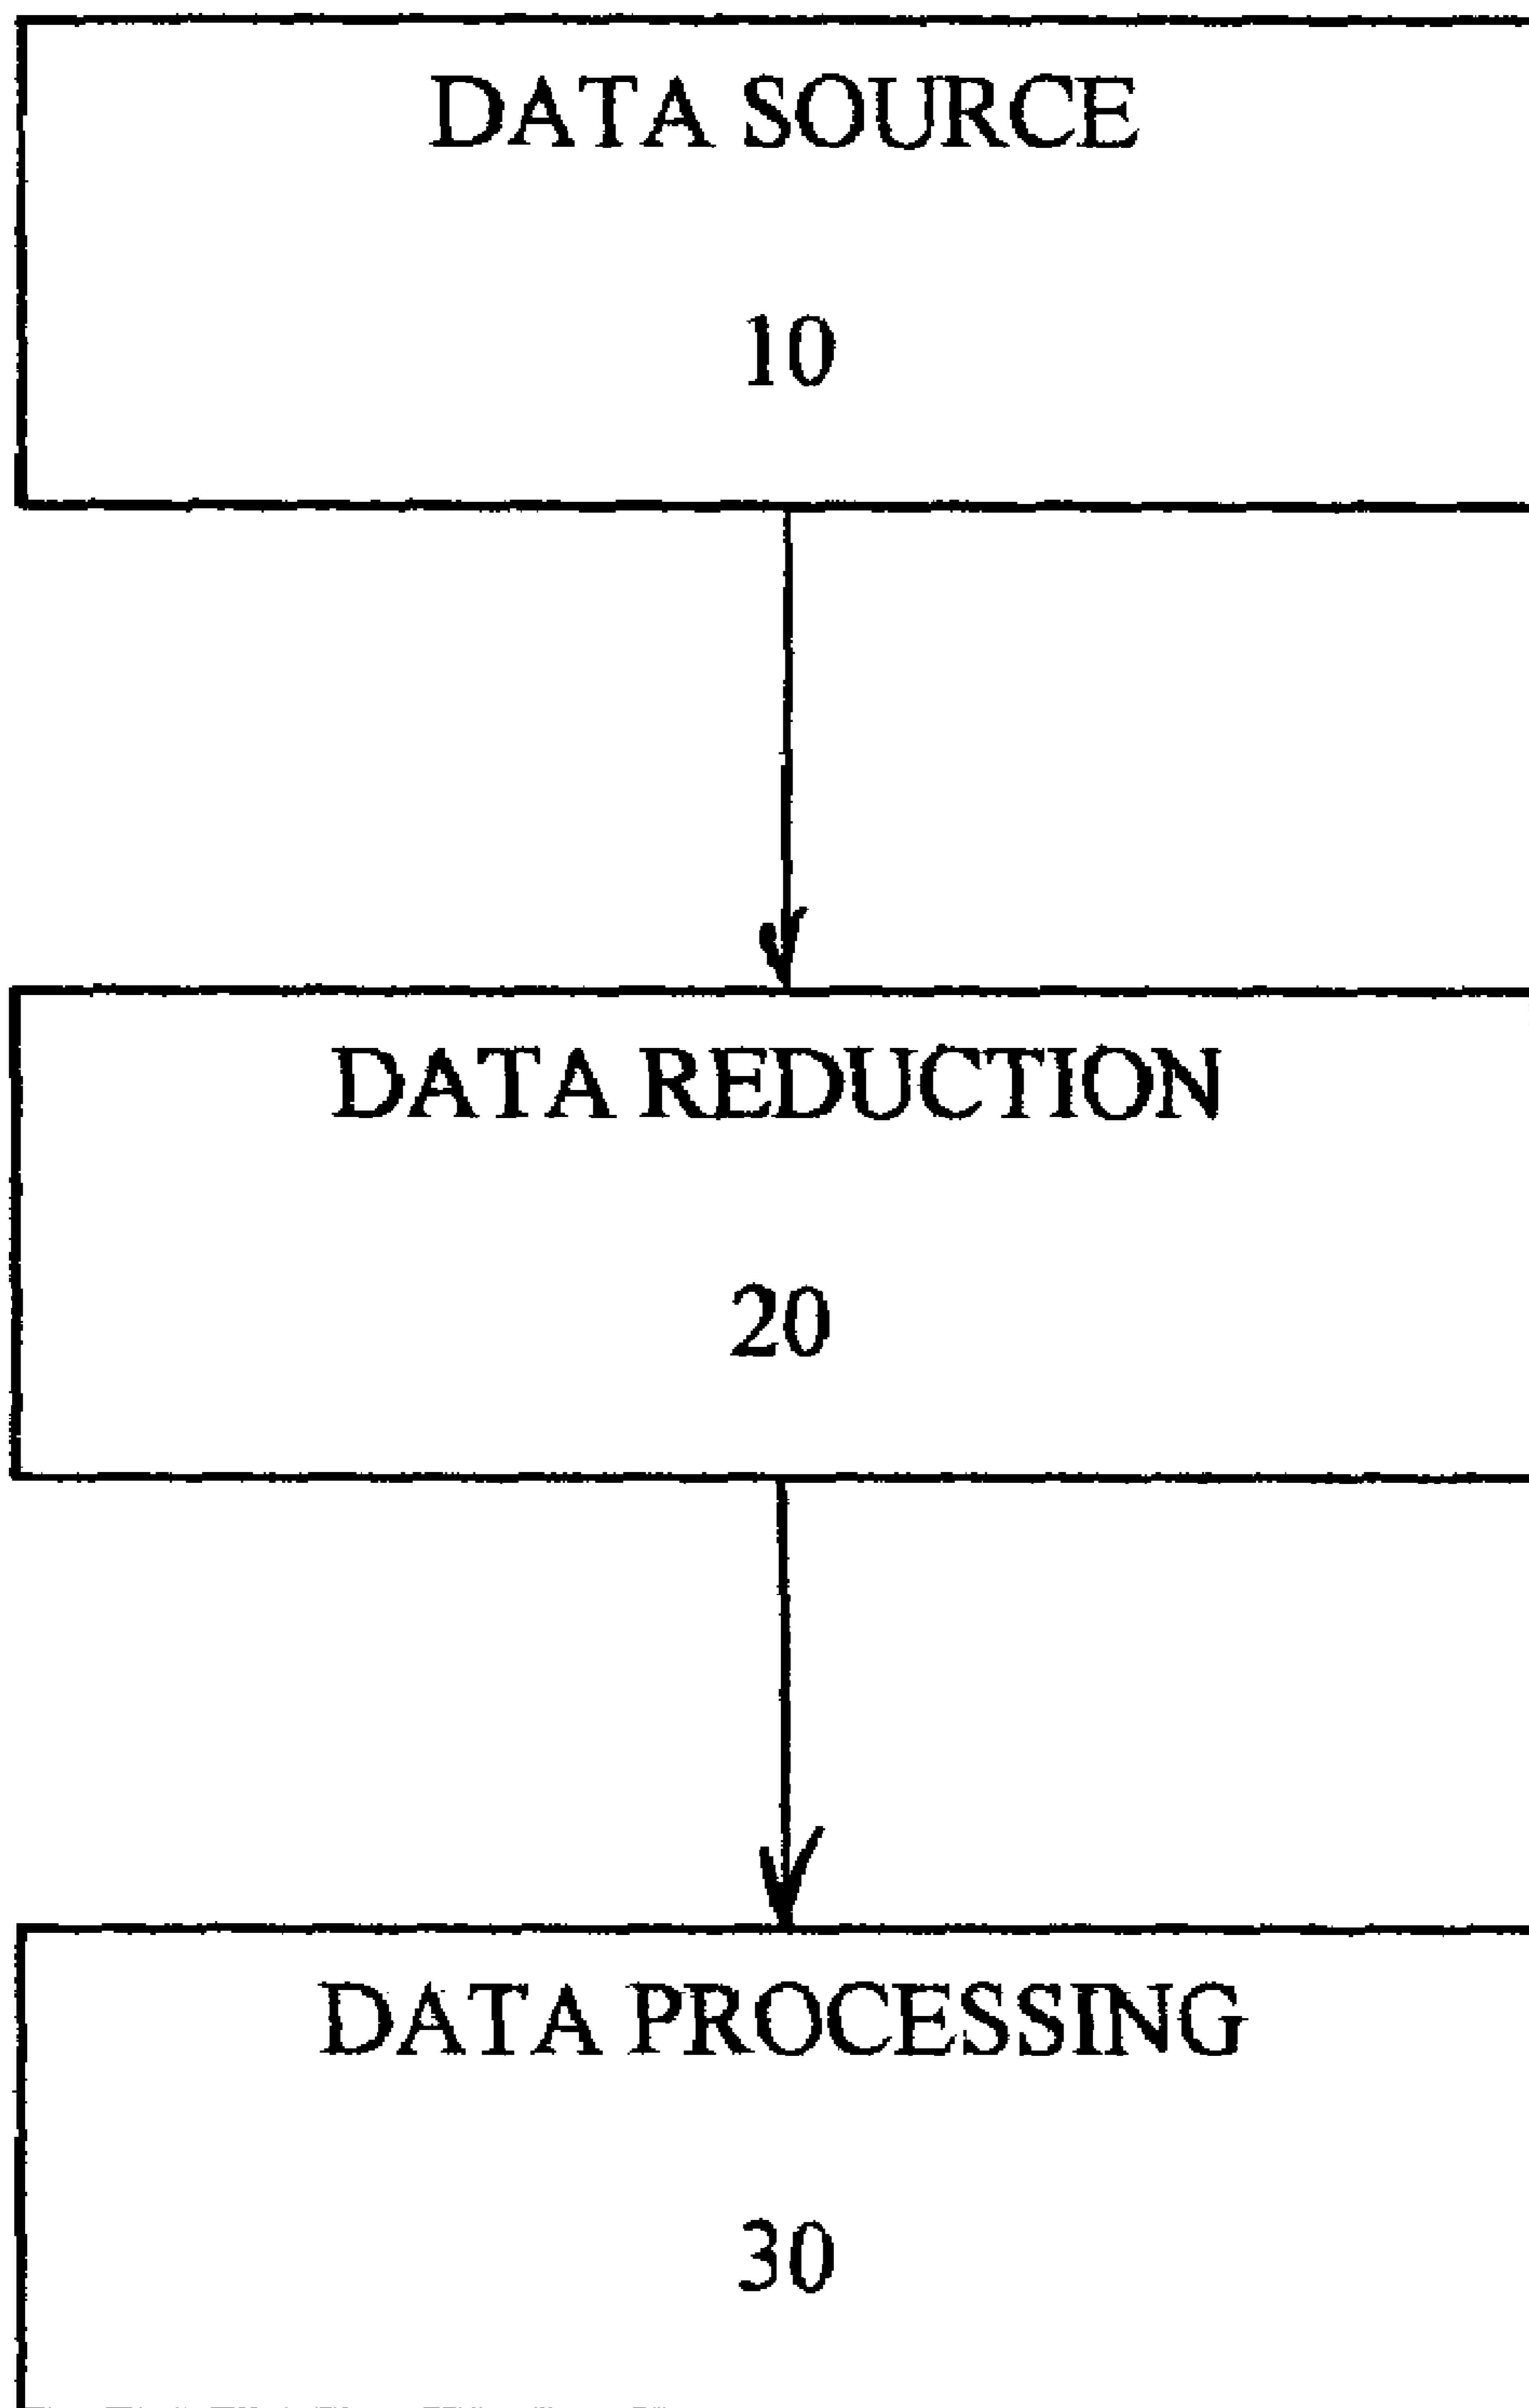 DATA SOURCE
10
DATA REDUCTION
20
DATA PROCESSING
30